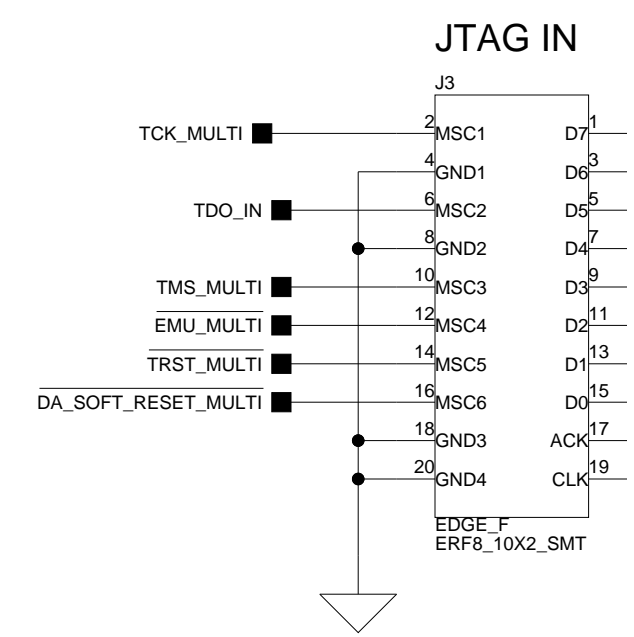 JTAG IN
J3
TCK_MULTI 2 MSC1 D7 1
4 GND1 D6 3
TDO_IN 6 MSC2 D5 5
8 GND2 D4 7
TMS_MULTI 10 MSC3 D3 9
EMU_MULTI 12 MSC4 D2 11
TRST_MULTI 14 MSC5 D1 13
DA_SOFT_RESET_MULTI 16 MSC6 D0 15
18 GND3 ACK 17
20 GND4 CLK 19
EDGE_F
ERF8_10X2_SMT